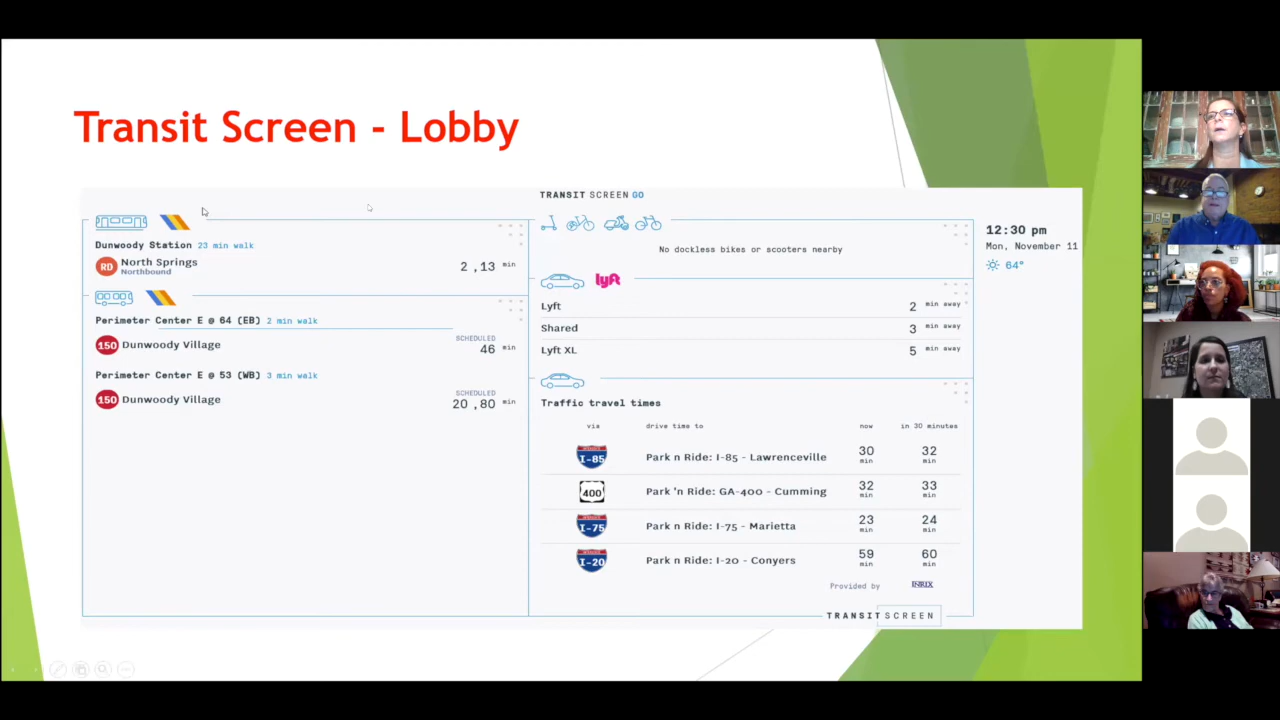 Transit Screen - Lobby
TRANSIT SCREEN GO
Dunwoody Station 23 min walk
RD North Springs
Northbound
2 , 13 min
Perimeter Center E @ 64 (EB) 2 min walk
150 Dunwoody Village
SCHEDULED
46 min
Perimeter Center E @ 53 (WB) 3 min walk
150 Dunwoody Village
SCHEDULED
20 , 80 min
No dockless bikes or scooters nearby
lyft
Lyft 2 min away
Shared 3 min away
Lyft XL 5 min away
Traffic travel times
via drive time to now in 30 minutes
I-85 Park n Ride: I-85 - Lawrenceville 30 min 32 min
400 Park 'n Ride: GA-400 - Cumming 32 min 33 min
I-75 Park n Ride: I-75 - Marietta 23 min 24 min
I-20 Park n Ride: I-20 - Conyers 59 min 60 min
Provided by INRIX
TRANSIT SCREEN
12:30 pm
Mon, November 11
64°